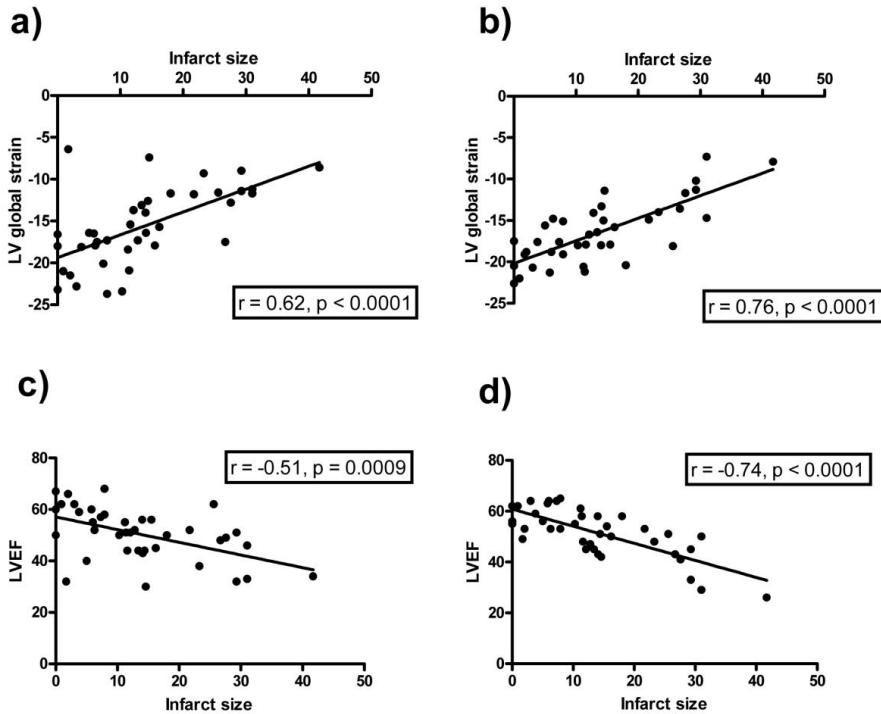 a)
Infarct size
10 20 30 40 50
0
-5
-10
-15
-20
-25
LV global strain
r = 0.62, p < 0.0001
b)
Infarct size
10 20 30 40 50
0
-5
-10
-15
-20
-25
LV global strain
r = 0.76, p < 0.0001
c)
80
60
40
20
0
LVEF
r = -0.51, p = 0.0009
0 10 20 30 40 50
Infarct size
d)
80
60
40
20
0
LVEF
r = -0.74, p < 0.0001
0 10 20 30 40 50
Infarct size